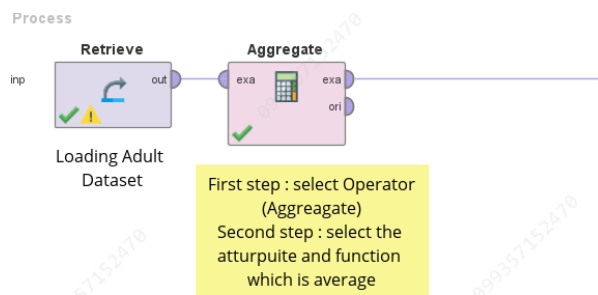 Process
Retrieve
Aggregate
inp
out
exa
exa
ori
Loading Adult
Dataset
First step : select Operator
(Aggreagate)
Second step : select the
atturpuite and function
which is average